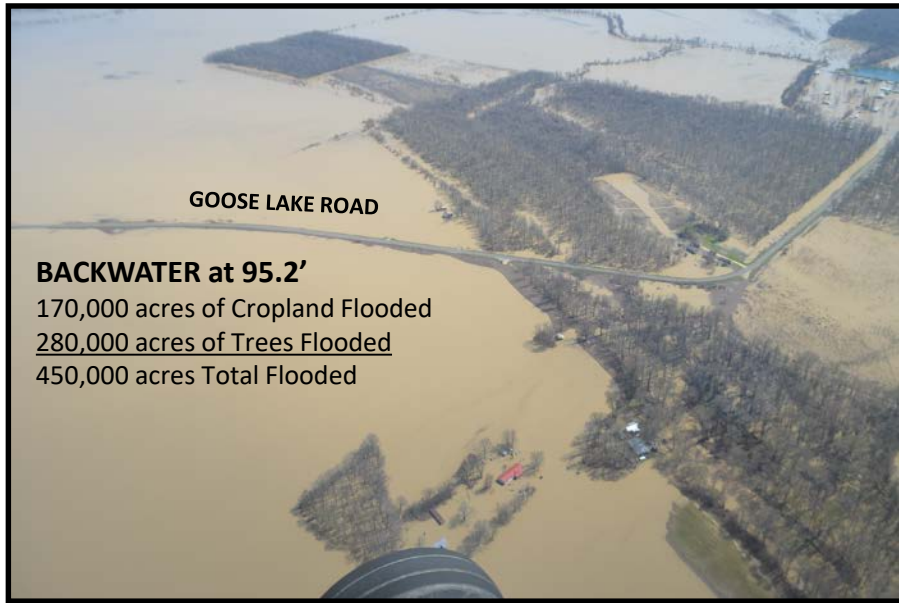 GOOSE LAKE ROAD
BACKWATER at 95.2’
170,000 acres of Cropland Flooded
280,000 acres of Trees Flooded
450,000 acres Total Flooded